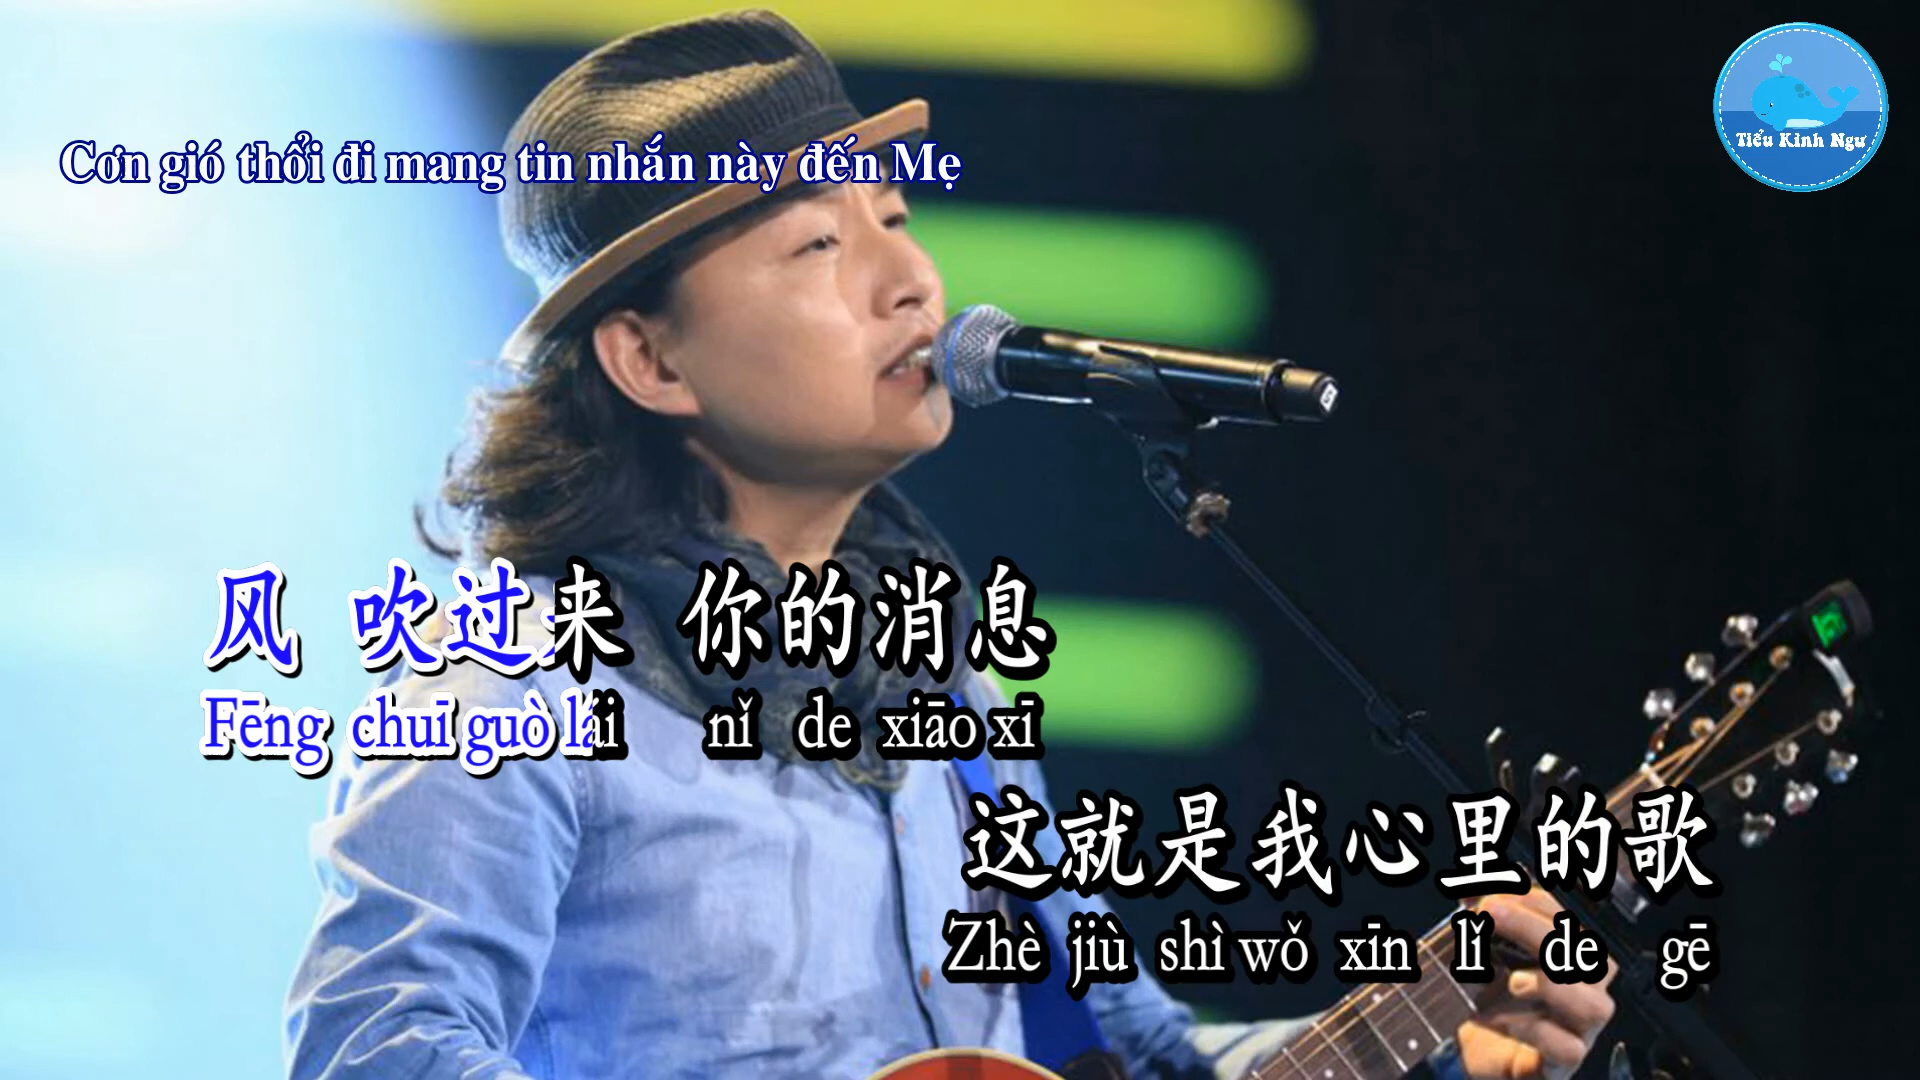 Tiểu Kình Ngư
Cơn gió thổi đi mang tin nhắn này đến Mẹ
风 吹过来 你的消息
Fēng chuī guò lái nǐ de xiāo xī
这就是我心里的歌
Zhè jiù shì wǒ xīn lǐ de gē